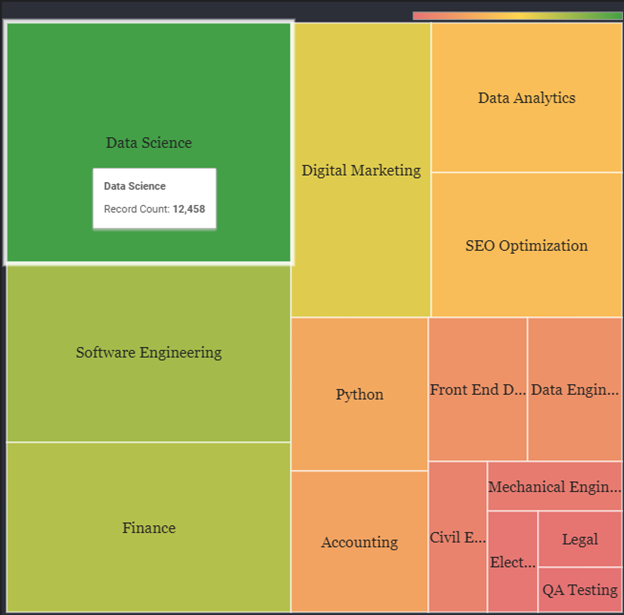 Data Science
Data Science
Record Count: 12,458
Software Engineering
Finance
Digital Marketing
Data Analytics
SEO Optimization
Python
Accounting
Front End D...
Data Engin...
Civil E...
Mechanical Engin...
Elect...
Legal
QA Testing